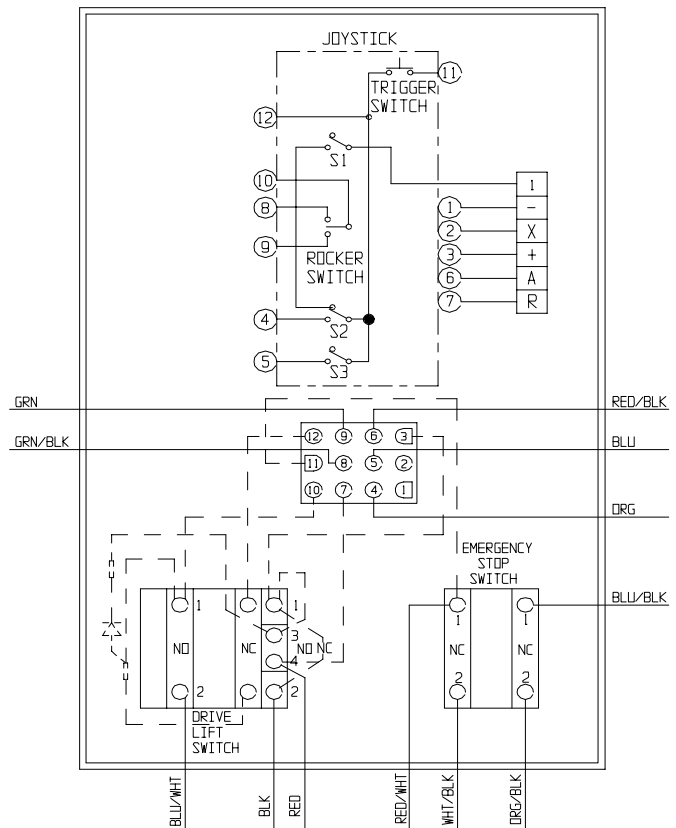 JOYSTICK
11
TRIGGER
SWITCH
12
S1
10
1
8
1 -
2 X
9
ROCKER
SWITCH
3 +
6 A
7 R
4
S2
5
S3
GRN
RED/BLK
12 9 6 3
GRN/BLK
BLU
11 8 5 2
10 7 4 1
ORG
EMERGENCY
STOP
SWITCH
BLU/BLK
1 1 1 1
3
NO NC NO NC NC NC
4
2 2 2 2
DRIVE
LIFT
SWITCH
BLU/WHT
BLK
RED
RED/WHT
WHT/BLK
ORG/BLK